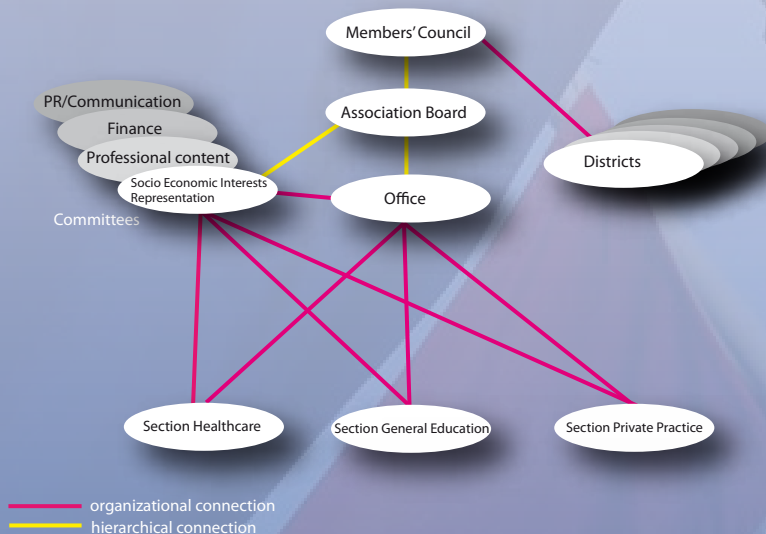 Members' Council
PR/Communication
Association Board
Finance
Professional content
Districts
Socio Economic Interests
Representation
Office
Committees
Section Healthcare
Section General Education
Section Private Practice
organizational connection
hierarchical connection